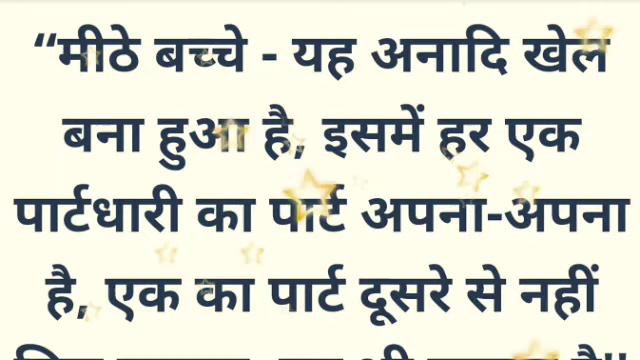 “मीठे बच्चे - यह अनादि खेल
बना हुआ है, इसमें हर एक
पार्टधारी का पार्ट अपना-अपना
है, एक का पार्ट दूसरे से नहीं